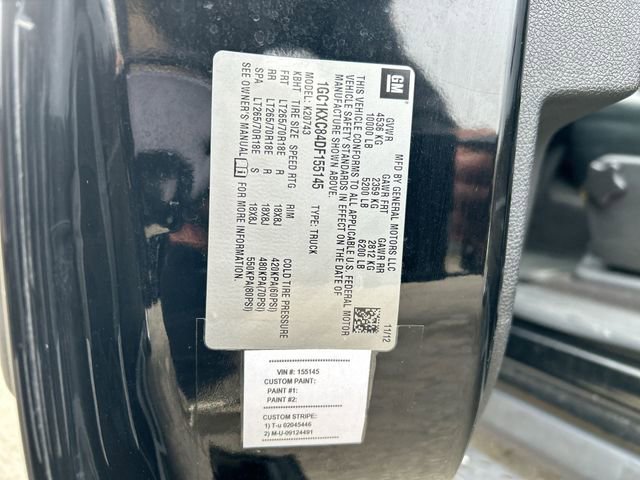 GM
MFD BY GENERAL MOTORS LLC
11/12
GVWR GAWR FRT GAWR RR
4536 KG 2359 KG 2812 KG
10000 LB 5200 LB 6200 LB
THIS VEHICLE CONFORMS TO ALL APPLICABLE U.S. FEDERAL MOTOR
VEHICLE SAFETY STANDARDS IN EFFECT ON THE DATE OF
MANUFACTURE SHOWN ABOVE.
1GC1KXC84DF155145 TYPE: TRUCK
MODEL: K20743
KBHT TIRE SIZE SPEED RTG RIM COLD TIRE PRESSURE
FRT LT265/70R18E R 18X8J 420KPA(60PSI)
RR LT265/70R18E R 18X8J 480KPA(70PSI)
SPA LT265/70R18E S 18X8J 550KPA(80PSI)
SEE OWNER'S MANUAL FOR MORE INFORMATION.
VIN #: 155145
CUSTOM PAINT:
PAINT #1:
PAINT #2:
CUSTOM STRIPE:
1) T-u 02045446
2) M-U-09124491